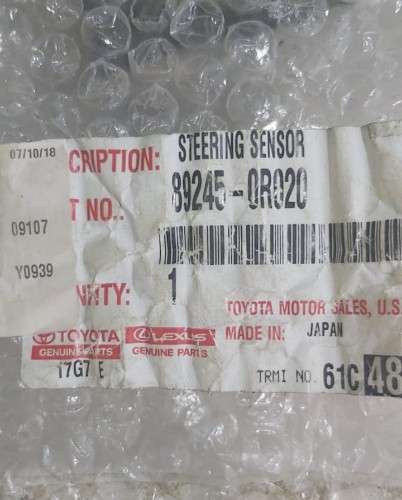 07/10/18
CRIPTION: STEERING SENSOR
T NO.: 89245-0R020
09107
Y0939
NTITY: 1
TOYOTA MOTOR SALES, U.S.
TOYOTA LEXUS MADE IN: JAPAN
GENUINE PARTS GENUINE PARTS
17G7 E
TRMI NO. 61C 48